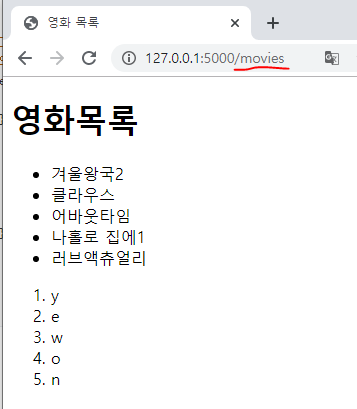 영화 목록
127.0.0.1:5000/movies
영화목록
겨울왕국2
클라우스
어바웃타임
나홀로 집에1
러브액츄얼리
1. y
2. e
3. w
4. o
5. n